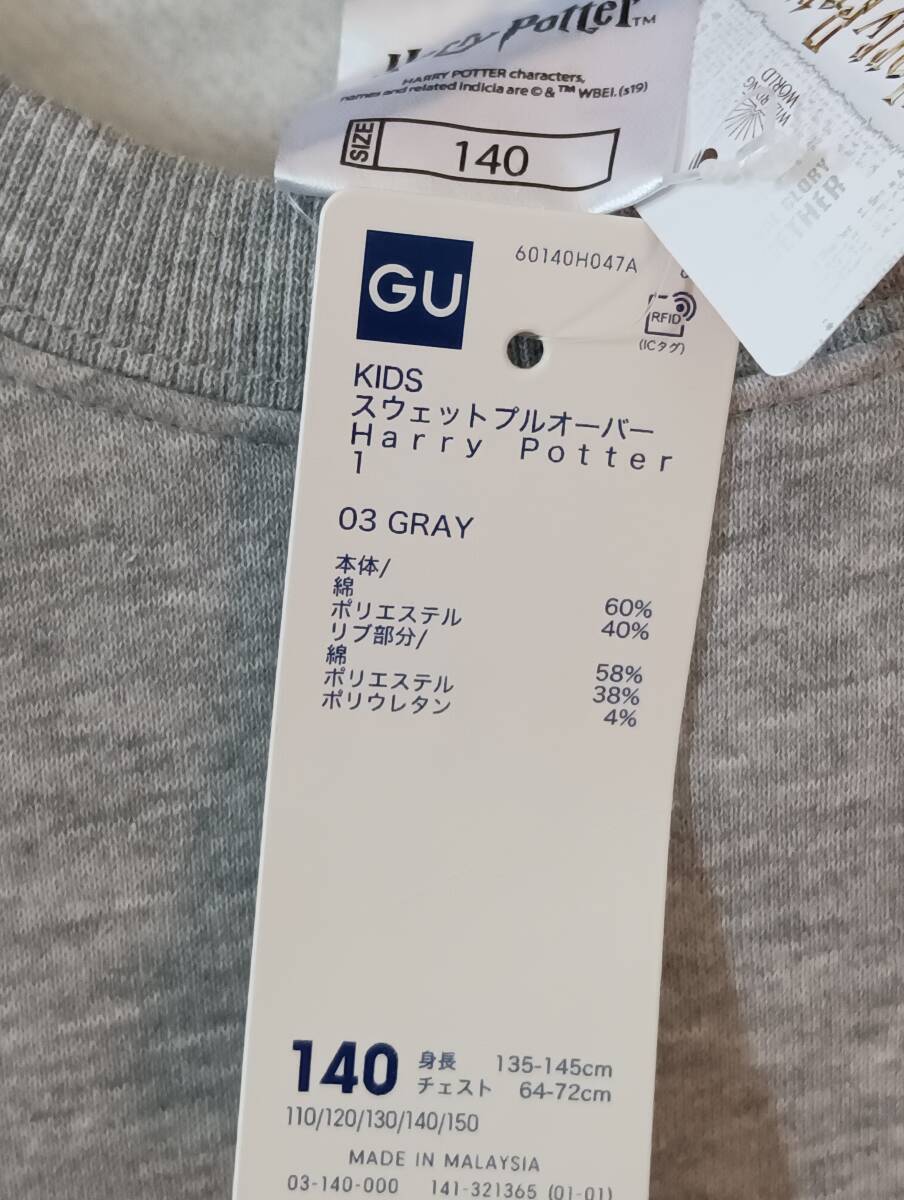 Harry Potter™
HARRY POTTER characters,
names and related indicia are © & ™ WBEI. (s19)
SIZE
140
WORLD
GU
60140H047A
RFID
(ICタグ)
KIDS
スウェットプルオーバー
Harry Potter
1
03 GRAY
本体/
綿 60%
ポリエステル 40%
リブ部分/
綿 58%
ポリエステル 38%
ポリウレタン 4%
140 身長 135-145cm
チェスト 64-72cm
110/120/130/140/150
MADE IN MALAYSIA
03-140-000 141-321365 (01-01)